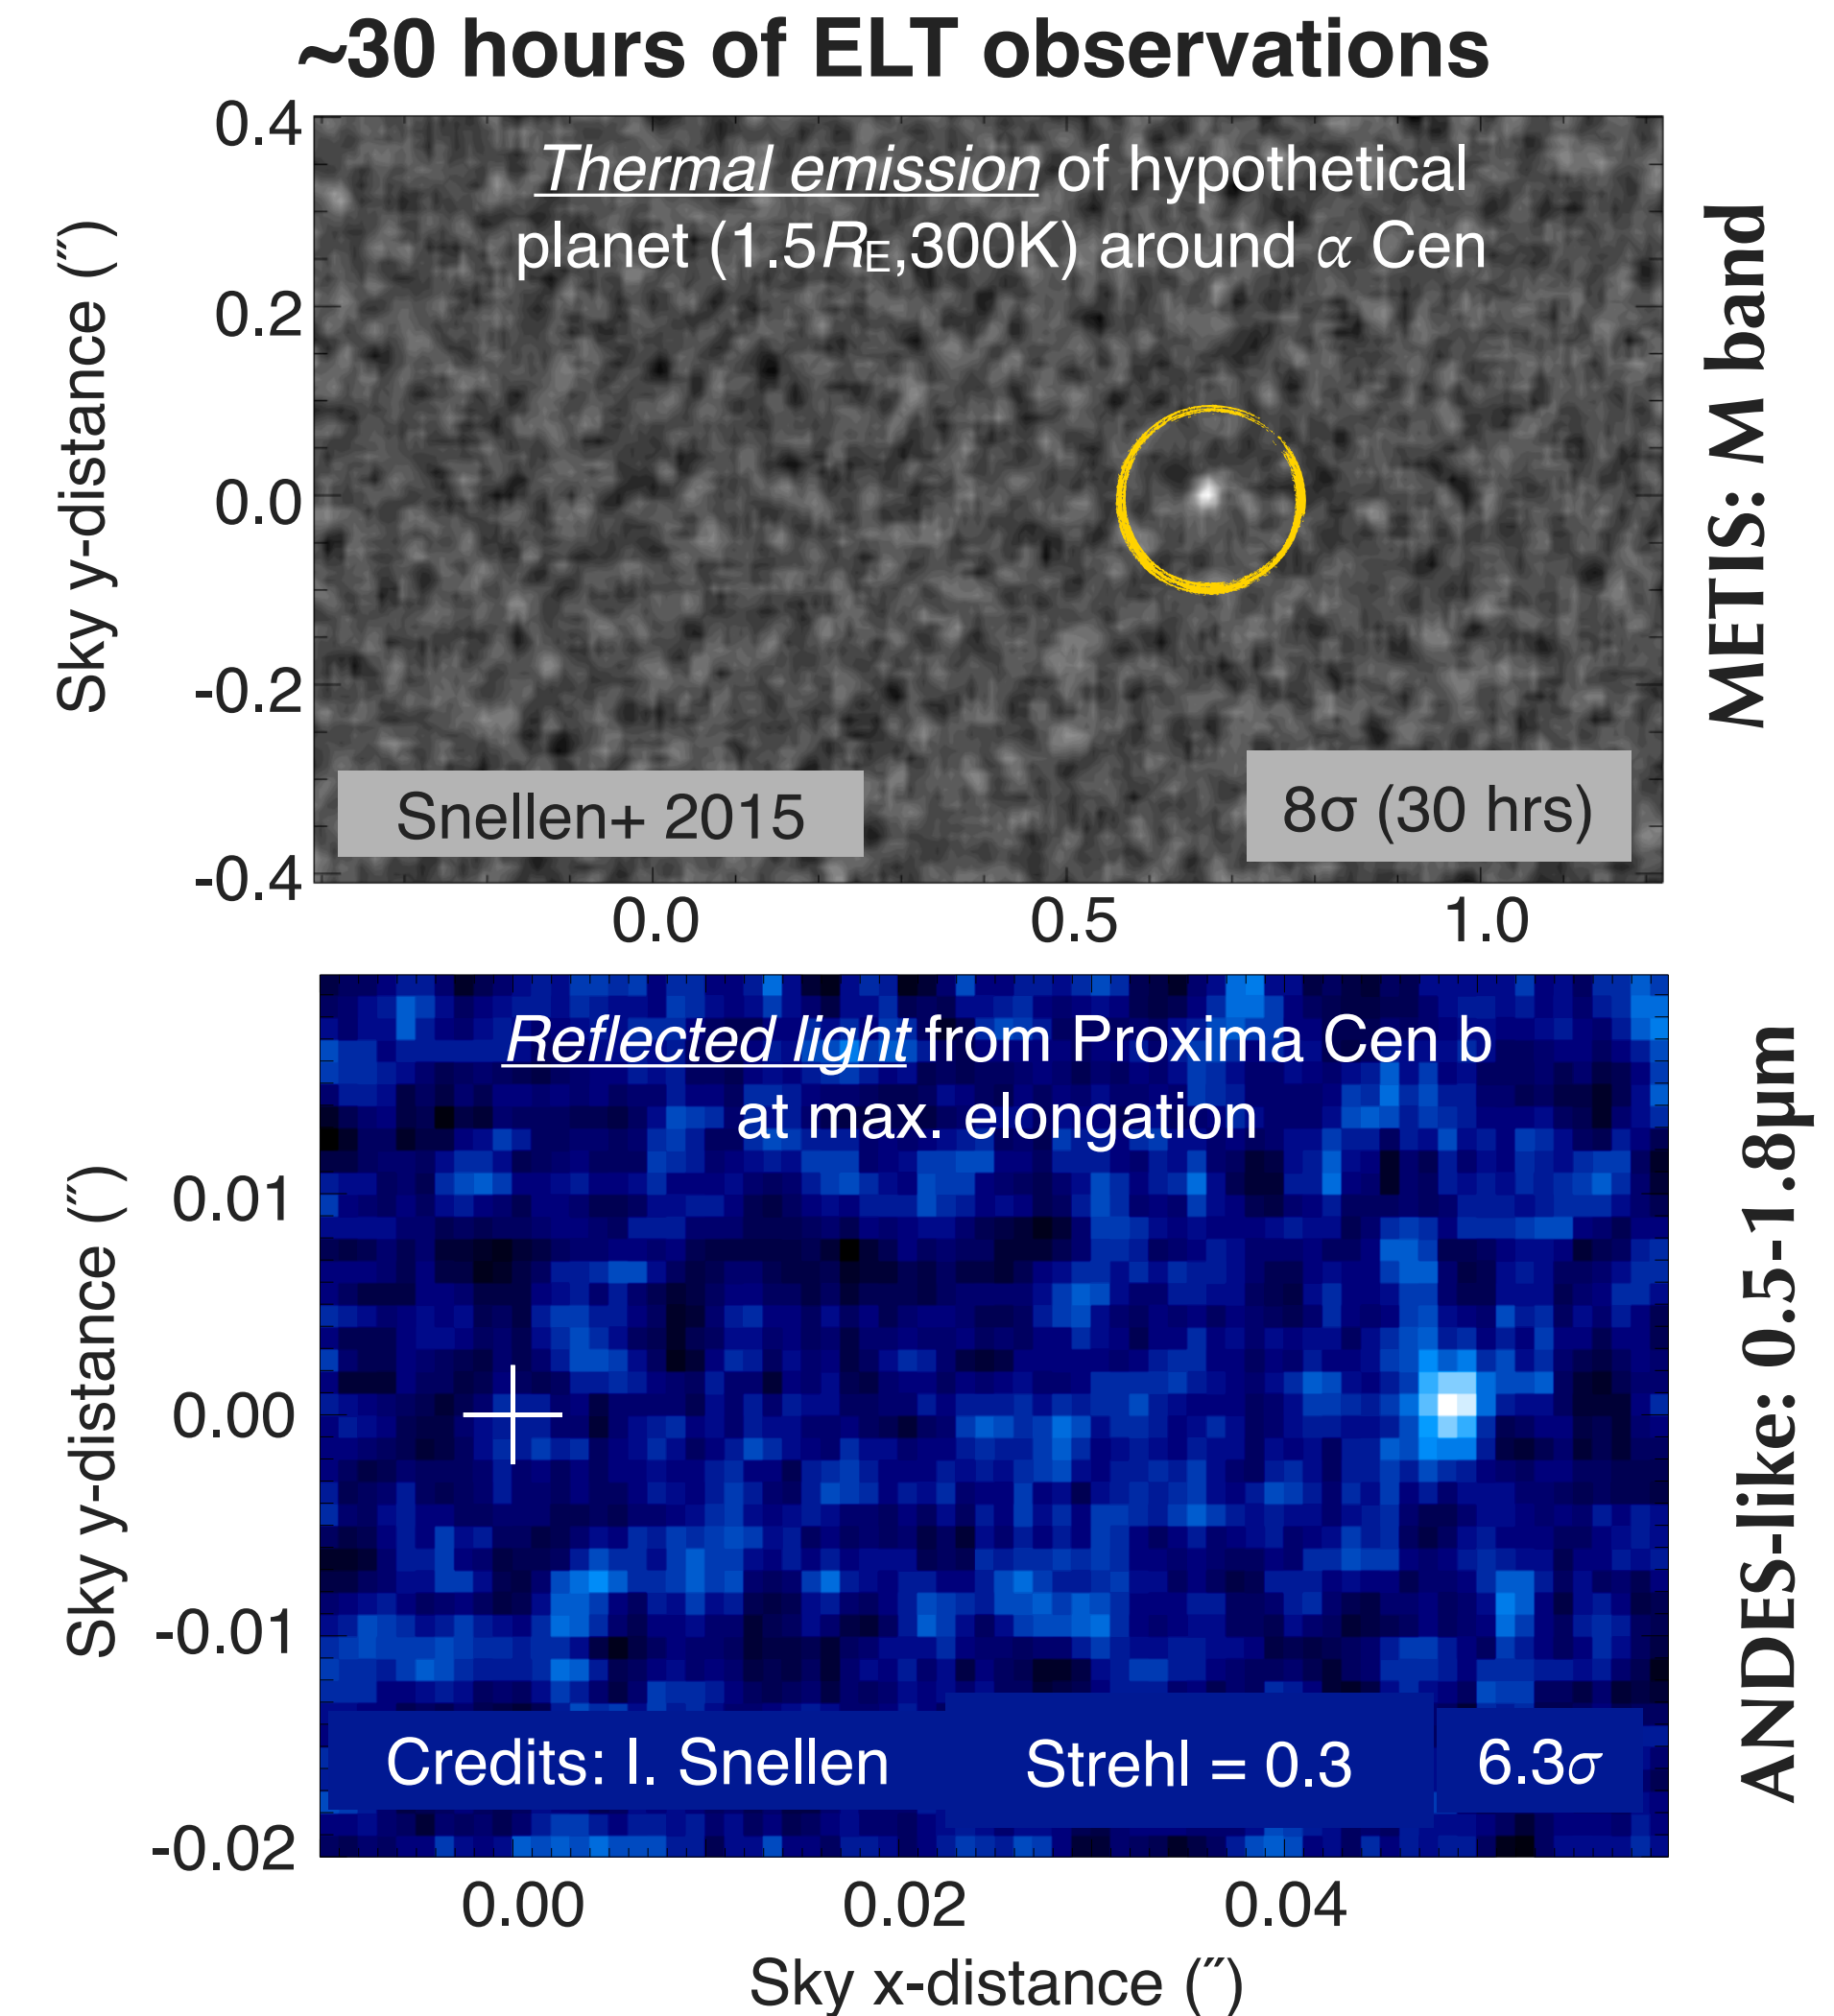 ~30 hours of ELT observations
0.4
Thermal emission of hypothetical
planet (1.5RE,300K) around α Cen
0.2
0.0
-0.2
-0.4
Sky y-distance (″)
METIS: M band
Snellen+ 2015
8σ (30 hrs)
0.0
0.5
1.0
Reflected light from Proxima Cen b
at max. elongation
0.01
0.00
-0.01
-0.02
Sky y-distance (″)
ANDES-like: 0.5-1.8μm
Credits: I. Snellen
Strehl = 0.3
6.3σ
0.00
0.02
0.04
Sky x-distance (″)